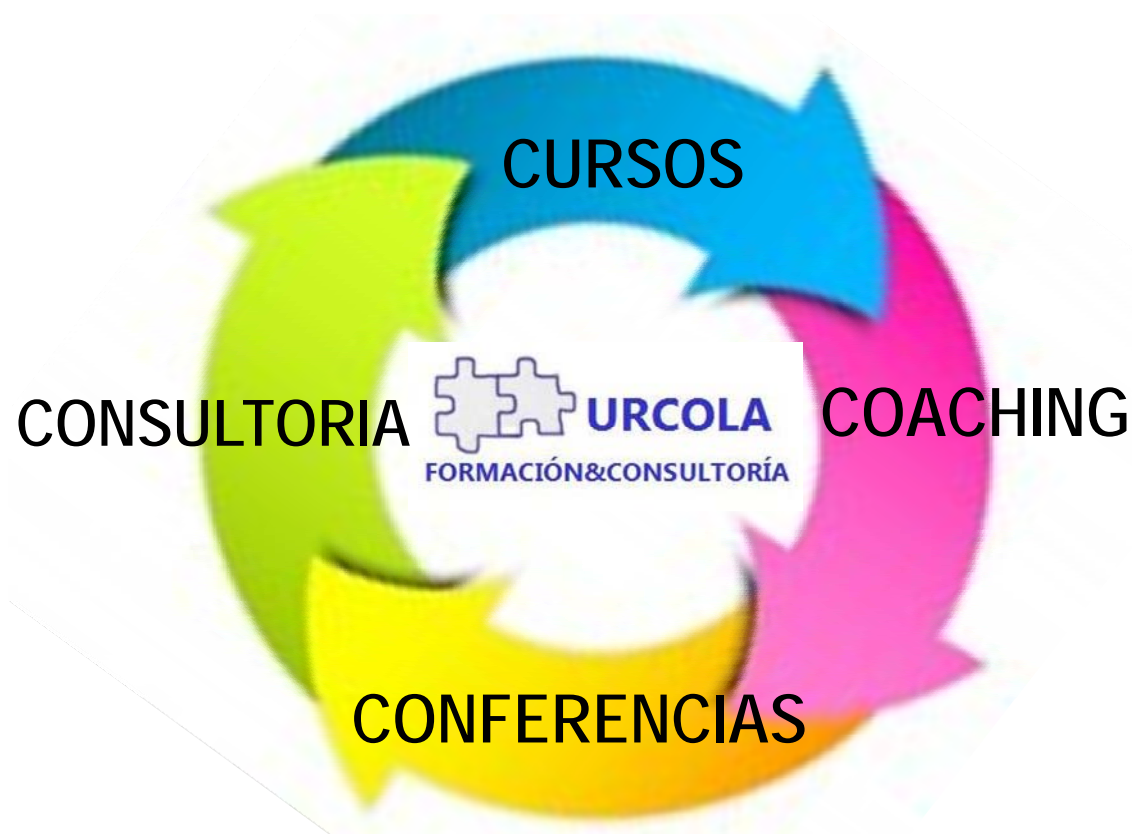 CURSOS
CONSULTORIA
COACHING
URCOLA
FORMACIÓN&CONSULTORÍA
CONFERENCIAS